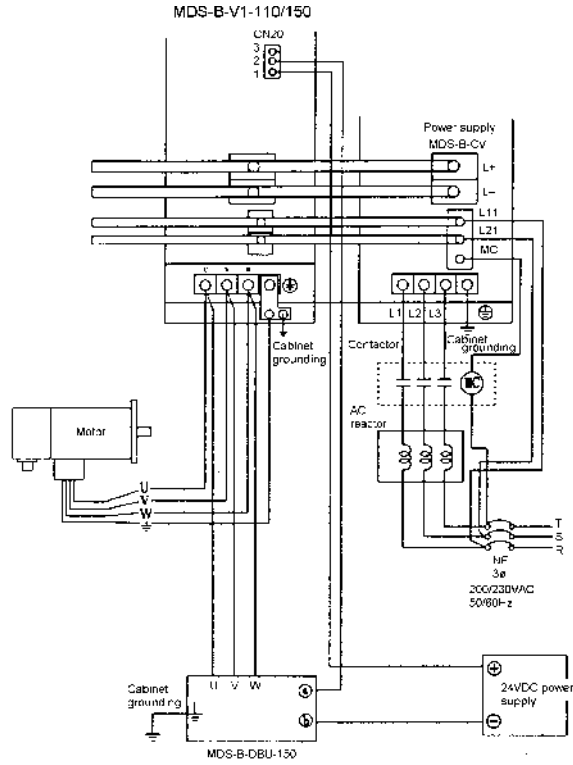 MDS-B-V1-110/150
CN20
3
2
1
Power supply
MDS-B-CV
L+
L−
L11
L21
MC
U V W
L1 L2 L3
Cabinet
grounding
Contactor
Cabinet
grounding
MC
AC
reactor
Motor
U
V
W
T
S
R
NF
3ø
200/230VAC
50/60Hz
Cabinet
grounding
U V W
a
b
24VDC power
supply
MDS-B-DBU-150